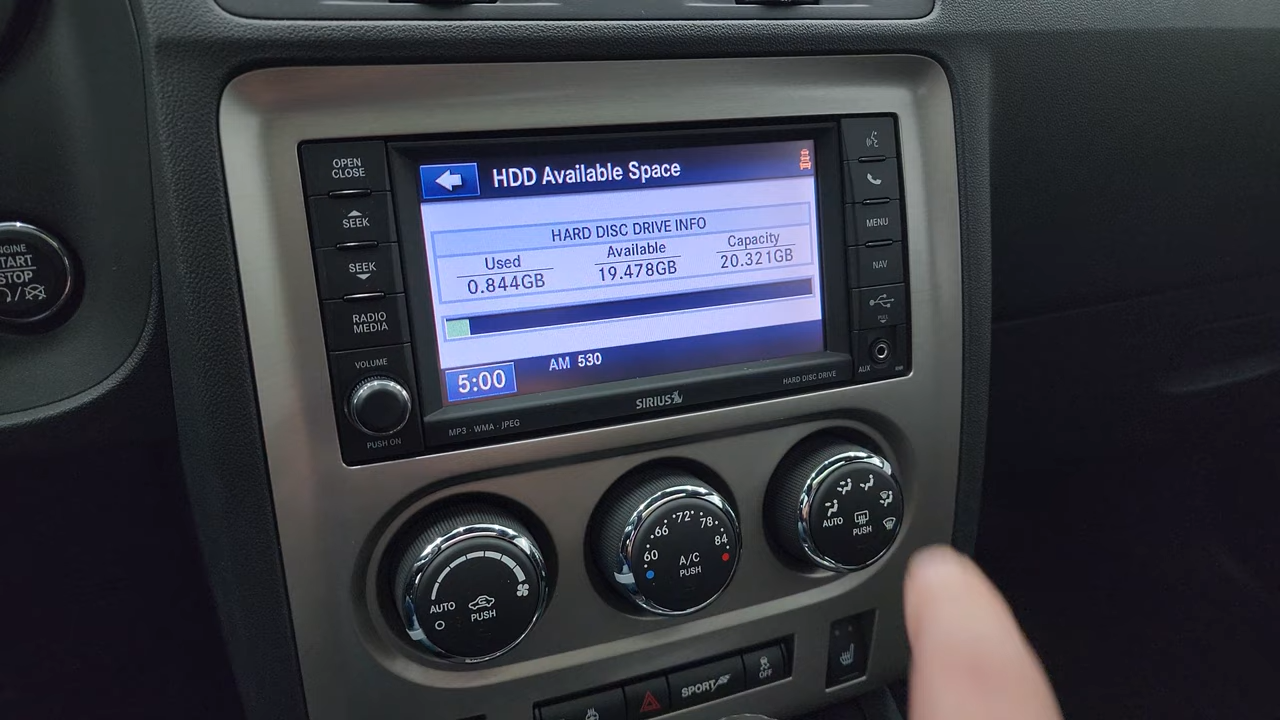 ENGINE
START
STOP
OPEN
CLOSE
SEEK
SEEK
RADIO
MEDIA
VOLUME
PUSH ON
HDD Available Space
HARD DISC DRIVE INFO
Used
Available
Capacity
0.844GB
19.478GB
20.321GB
5:00
AM 530
SIRIUS
MP3 - WMA - JPEG
HARD DISC DRIVE
MENU
NAV
PULL
AUX
AUTO
PUSH
60 66 72 78 84
A/C
PUSH
AUTO
PUSH
SPORT
OFF